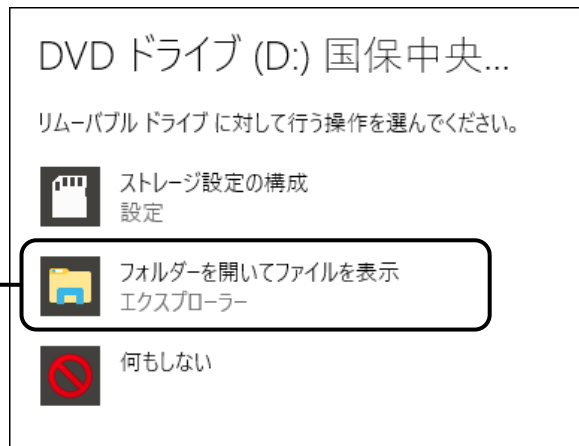 DVD ドライブ (D:) 国保中央...
リムーバブル ドライブ に対して行う操作を選んでください。
ストレージ設定の構成
設定
フォルダーを開いてファイルを表示
エクスプローラー
何もしない